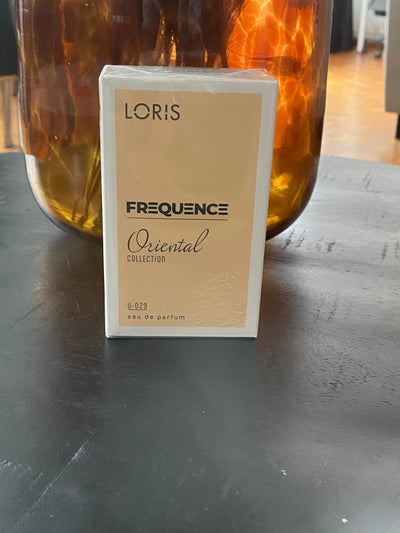 LORIS
FREQUENCE
Oriental
COLLECTION
U-029
eau de parfum